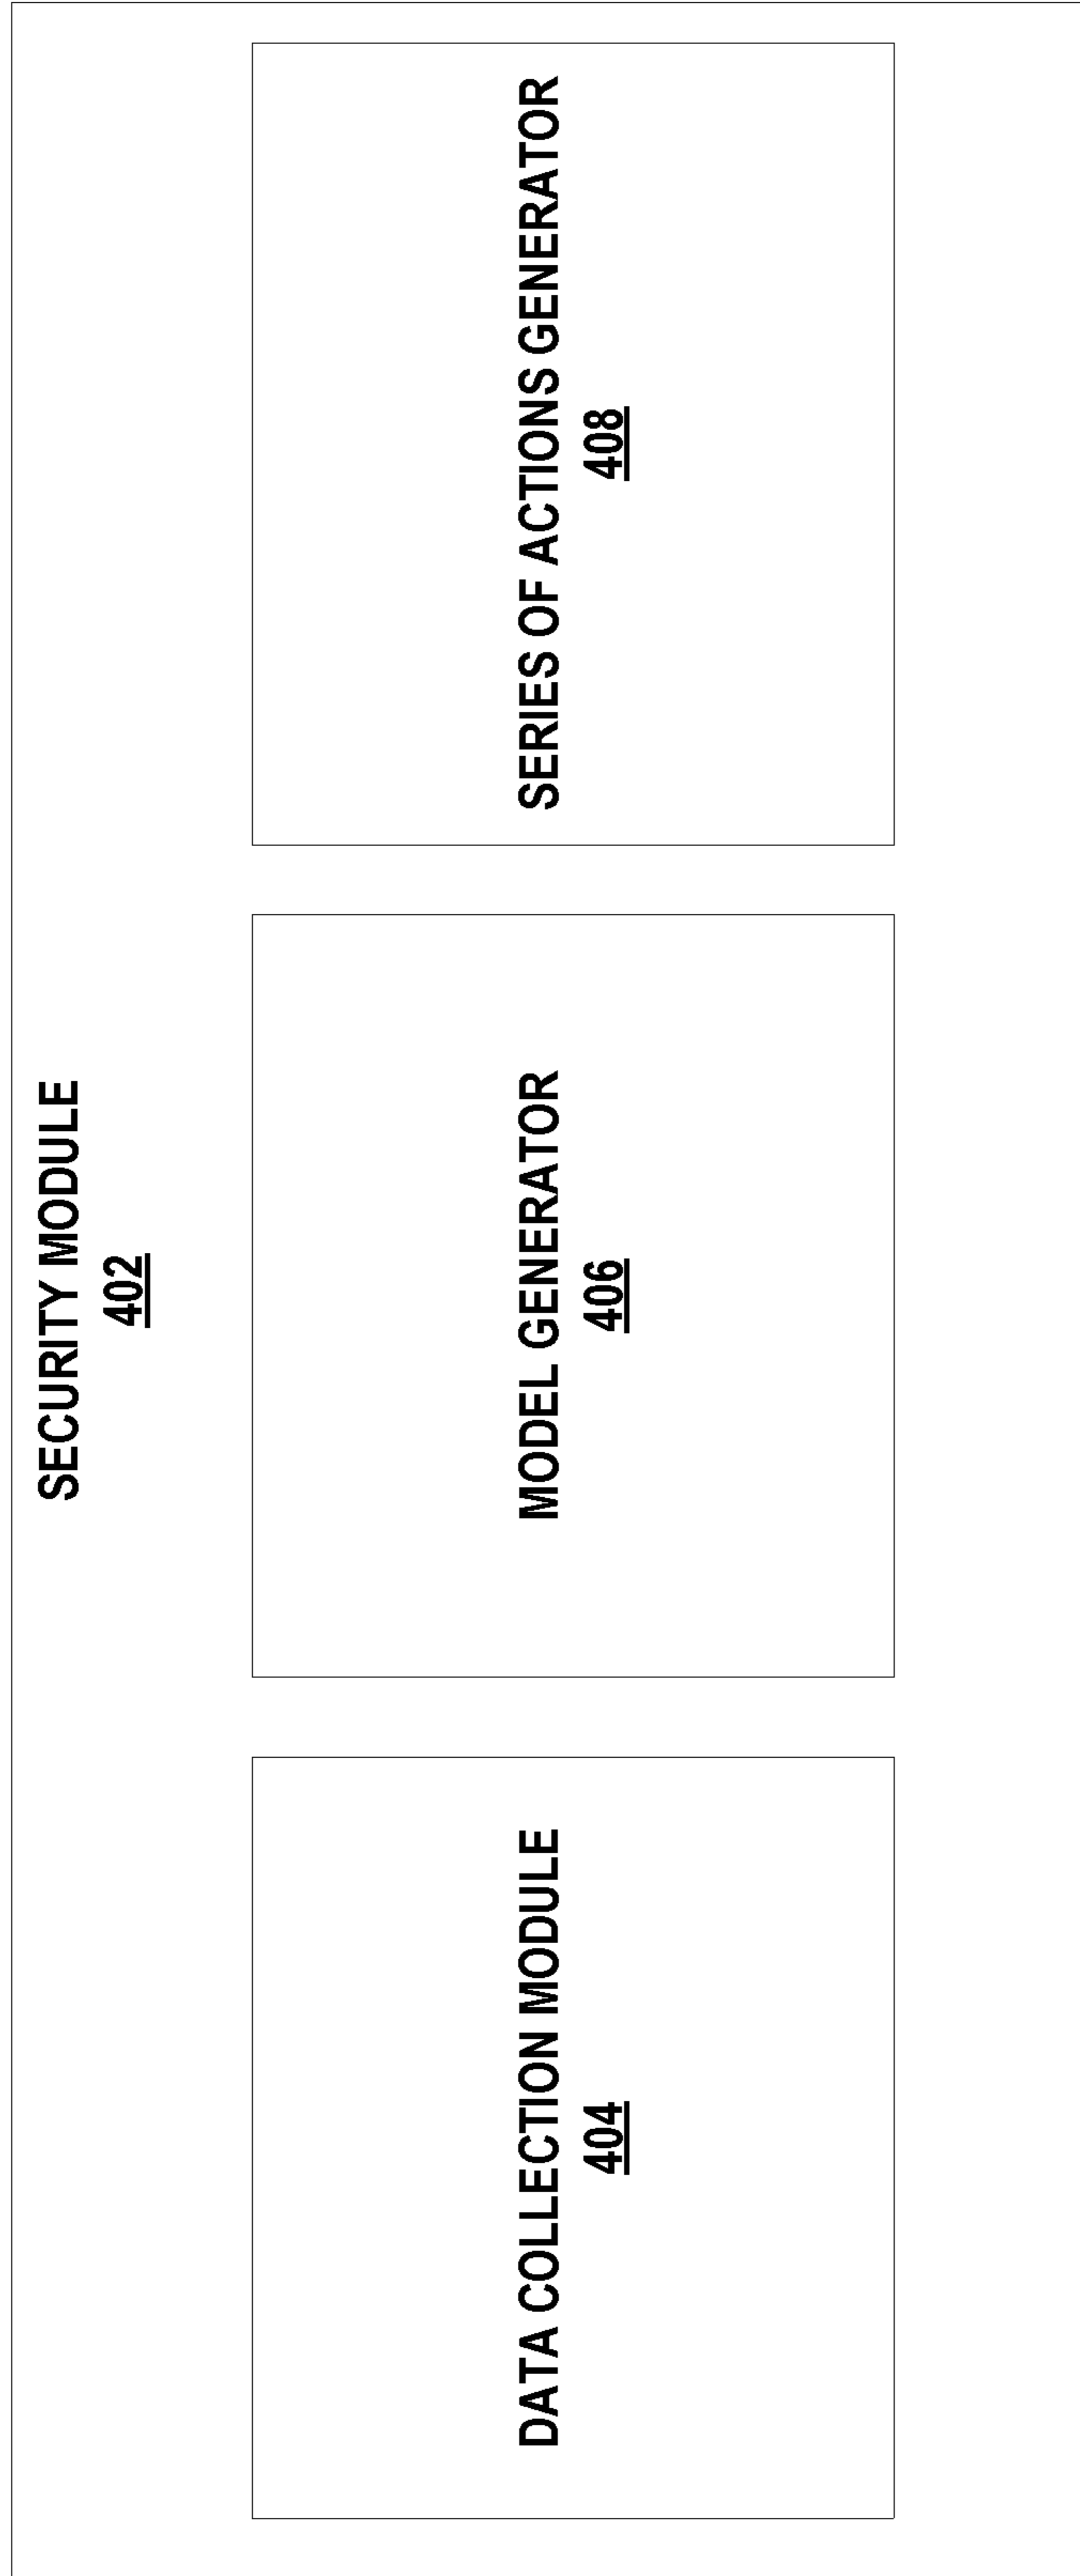 SECURITY MODULE
402
DATA COLLECTION MODULE
404
MODEL GENERATOR
406
SERIES OF ACTIONS GENERATOR
408